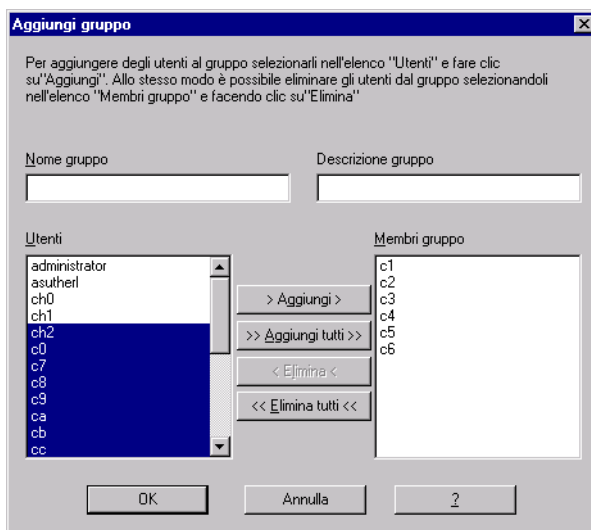 Aggiungi gruppo
Per aggiungere degli utenti al gruppo selezionarli nell'elenco "Utenti" e fare clic
su"Aggiungi". Allo stesso modo è possibile eliminare gli utenti dal gruppo selezionandoli
nell'elenco "Membri gruppo" e facendo clic su"Elimina"
Nome gruppo
Descrizione gruppo
Utenti
administrator
asutherl
ch0
ch1
ch2
c0
c7
c8
c9
ca
cb
cc
> Aggiungi >
>> Aggiungi tutti >>
< Elimina <
<< Elimina tutti <<
Membri gruppo
c1
c2
c3
c4
c5
c6
OK
Annulla
?